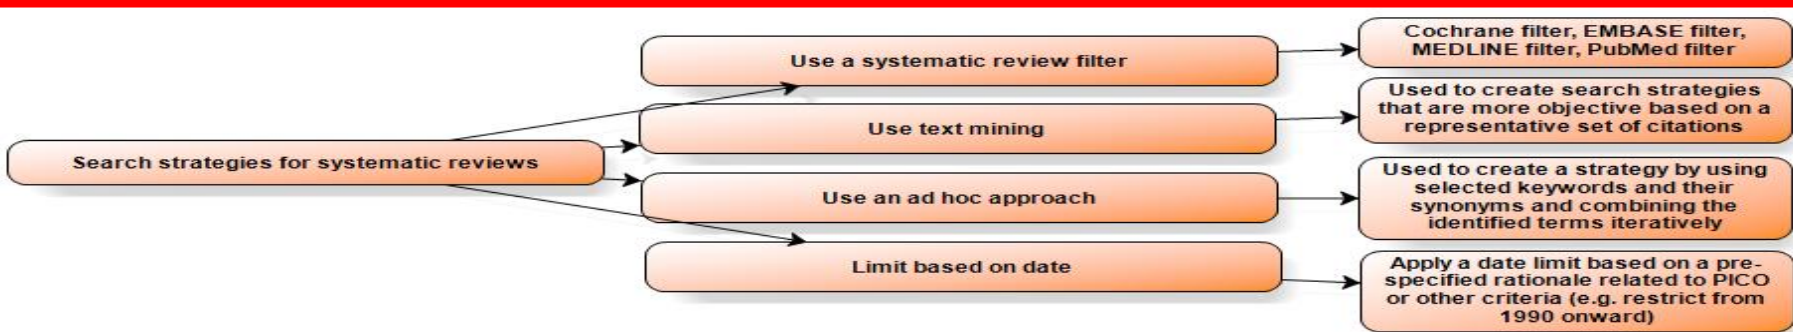 Search strategies for systematic reviews
Use a systematic review filter
Cochrane filter, EMBASE filter,
MEDLINE filter, PubMed filter
Use text mining
Used to create search strategies
that are more objective based on a
representative set of citations
Use an ad hoc approach
Used to create a strategy by using
selected keywords and their
synonyms and combining the
identified terms iteratively
Limit based on date
Apply a date limit based on a pre-
specified rationale related to PICO
or other criteria (e.g. restrict from
1990 onward)